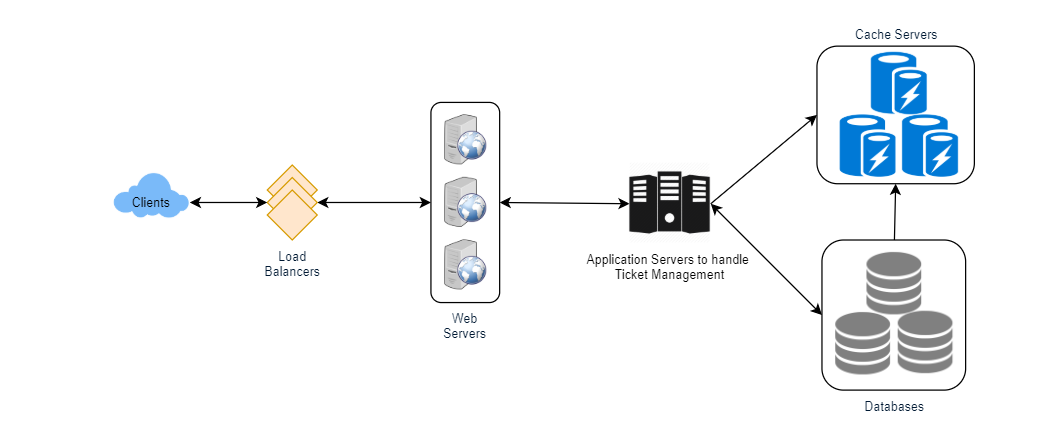 Cache Servers
Clients
Load
Balancers
Web
Servers
Application Servers to handle
Ticket Management
Databases